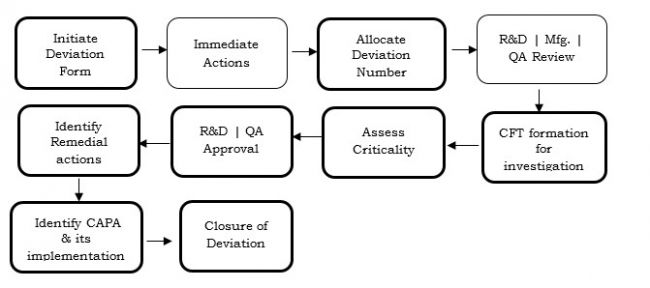 Initiate
Deviation
Form
Immediate
Actions
Allocate
Deviation
Number
R&D | Mfg. |
QA Review
CFT formation
for
investigation
Assess
Criticality
R&D | QA
Approval
Identify
Remedial
actions
Identify CAPA
& its
implementation
Closure of
Deviation